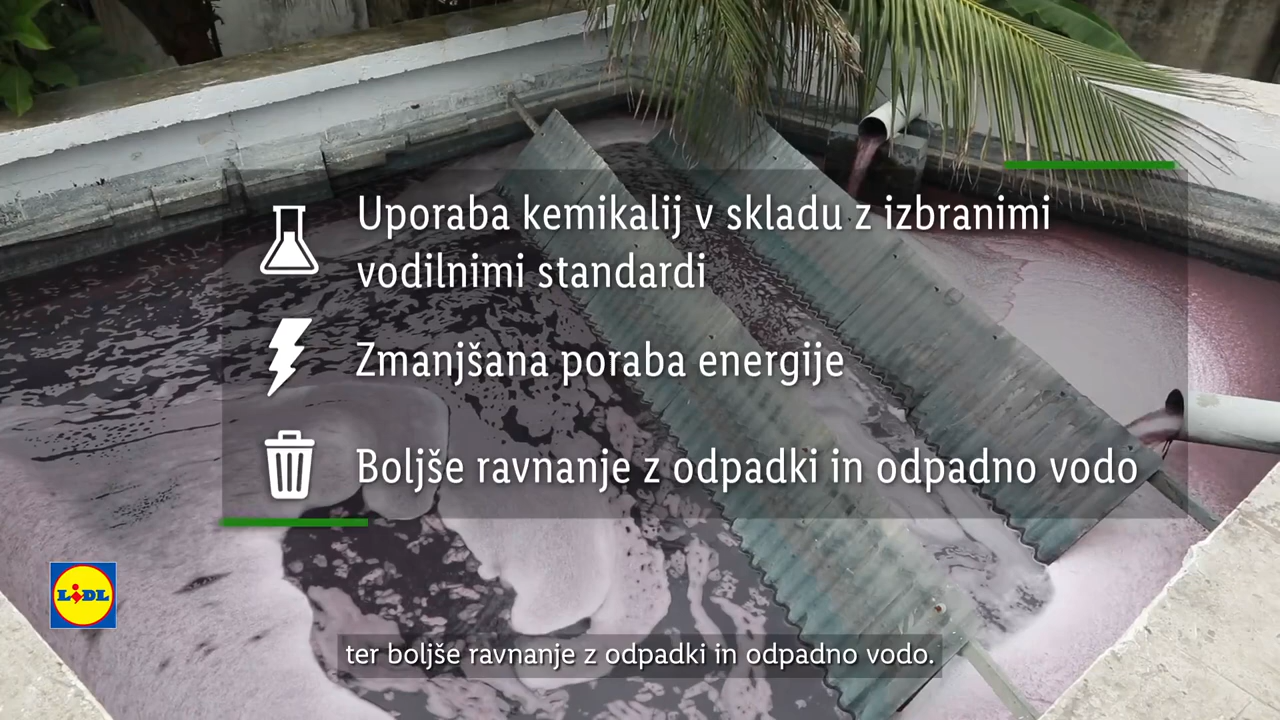 Uporaba kemikalij v skladu z izbranimi
vodilnimi standardi
Zmanjšana poraba energije
Boljše ravnanje z odpadki in odpadno vodo
LIDL
ter boljše ravnanje z odpadki in odpadno vodo.